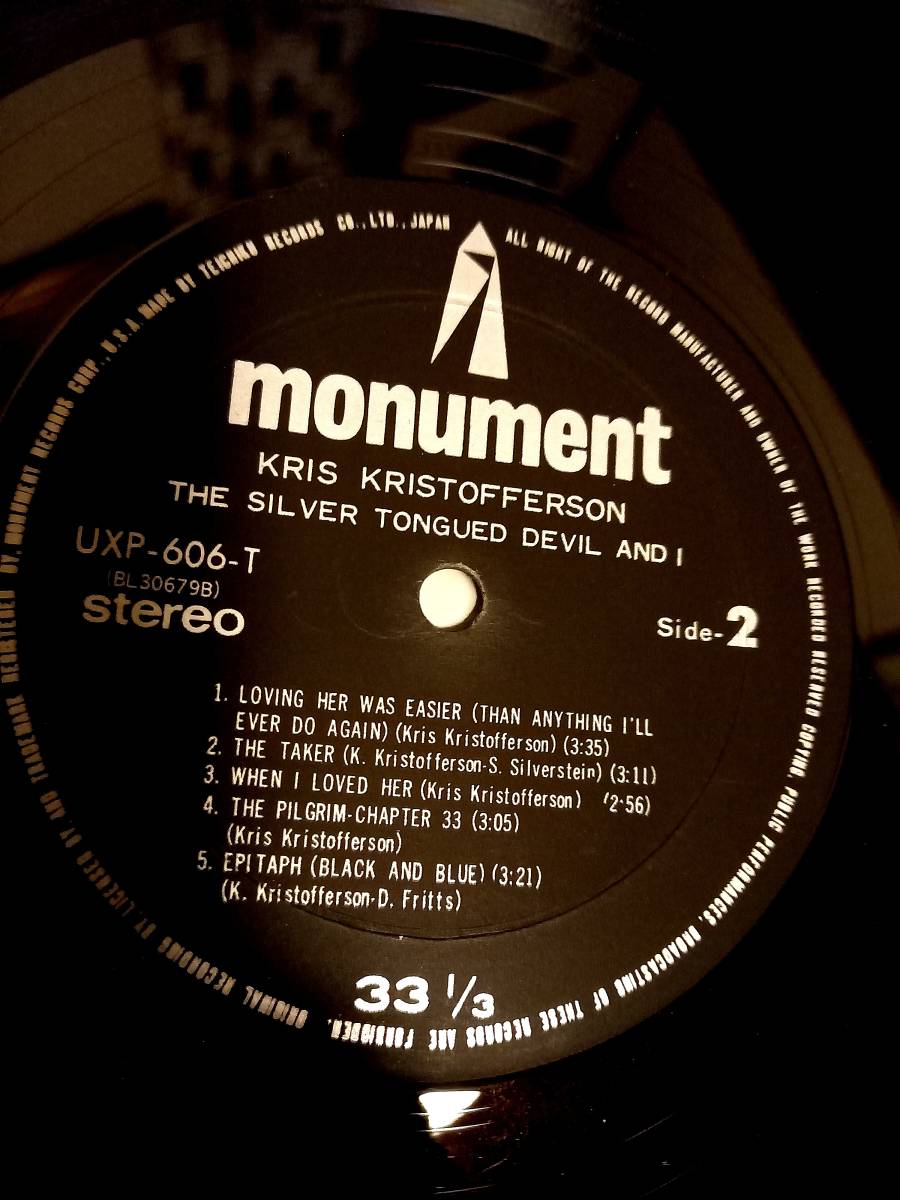 ALL RIGHT OF THE RECORD MANUFACTURER AND OWNER OF THE WORK RECORDED RESERVED COPYING. PUBLIC PERFORMANCES. BROADCASTING OF THESE RECORDS ARE FORBIDDEN.
ORIGINAL RECORDING BY. LICENSED BY AND TRADEMARK REGISTERED BY. MONUMENT RECORDS CORP., U.S.A. MADE BY TEICHIKU RECORDS CO., LTD., JAPAN
monument
KRIS KRISTOFFERSON
THE SILVER TONGUED DEVIL AND I
UXP-606-T
(BL30679B)
stereo
Side-2
1. LOVING HER WAS EASIER (THAN ANYTHING I'LL
EVER DO AGAIN) (Kris Kristofferson) (3:35)
2. THE TAKER (K. Kristofferson-S. Silverstein) (3:11)
3. WHEN I LOVED HER (Kris Kristofferson) (2:56)
4. THE PILGRIM-CHAPTER 33 (3:05)
(Kris Kristofferson)
5. EPITAPH (BLACK AND BLUE) (3:21)
(K. Kristofferson-D. Fritts)
33 1/3